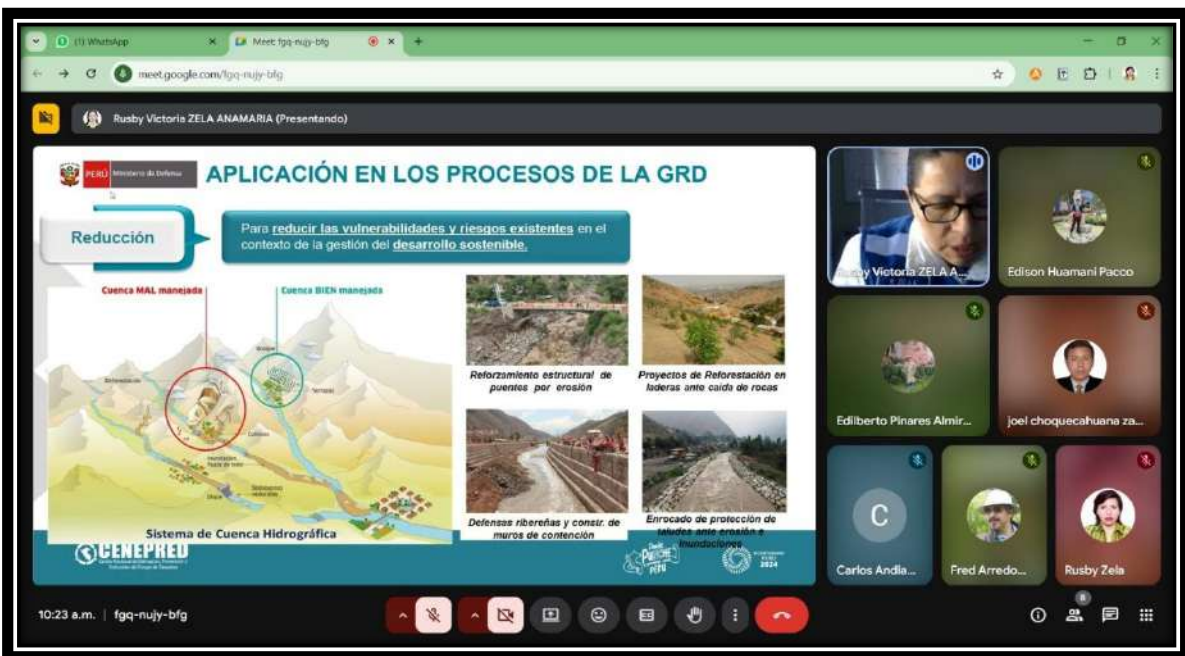 (1) WhatsApp
Meet: fgq-nujy-bfg
meet.google.com/fgq-nujy-bfg
Rusby Victoria ZELA ANAMARIA (Presentando)
PERÚ
Ministerio de Defensa
APLICACIÓN EN LOS PROCESOS DE LA GRD
Reducción
Para reducir las vulnerabilidades y riesgos existentes en el
contexto de la gestión del desarrollo sostenible.
Cuenca MAL manejada
Cuenca BIEN manejada
Bosque
Deforestación
Terrazas
Sistema de Cuenca Hidrográfica
Reforzamiento estructural de
puentes por erosión
Proyectos de Reforestación en
laderas ante caida de rocas
Defensas ribereñas y constr. de
muros de contención
Enrocado de protección de
taludes ante erosión e
inundaciones
CENEPRED
PERÚ
2024
Rusby Victoria ZELA A...
Edison Huamani Pacco
Edilberto Pinares Almir...
joel choquecahuana za...
C
Carlos Andia...
Fred Arredo...
Rusby Zela
10:23 a.m. | fgq-nujy-bfg
8